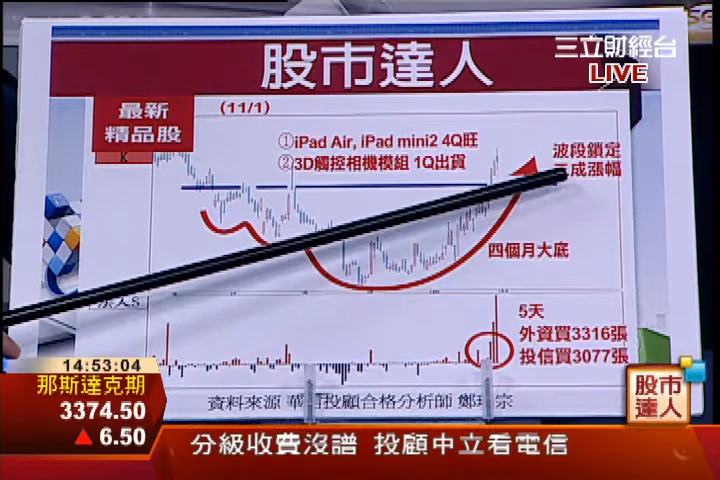 股市達人
三立財經台
LIVE
最新
精品股
(11/1)
K
①iPad Air, iPad mini2 4Q旺
②3D觸控相機模組 1Q出貨
波段鎖定
成漲幅
四個月大底
5天
外資買3316張
投信買3077張
資料來源 華
投顧合格分析師 鄭
宗
14:53:04
那斯達克期
3374.50
▲ 6.50
股市
達人
分級收費沒譜 投顧中立看電信